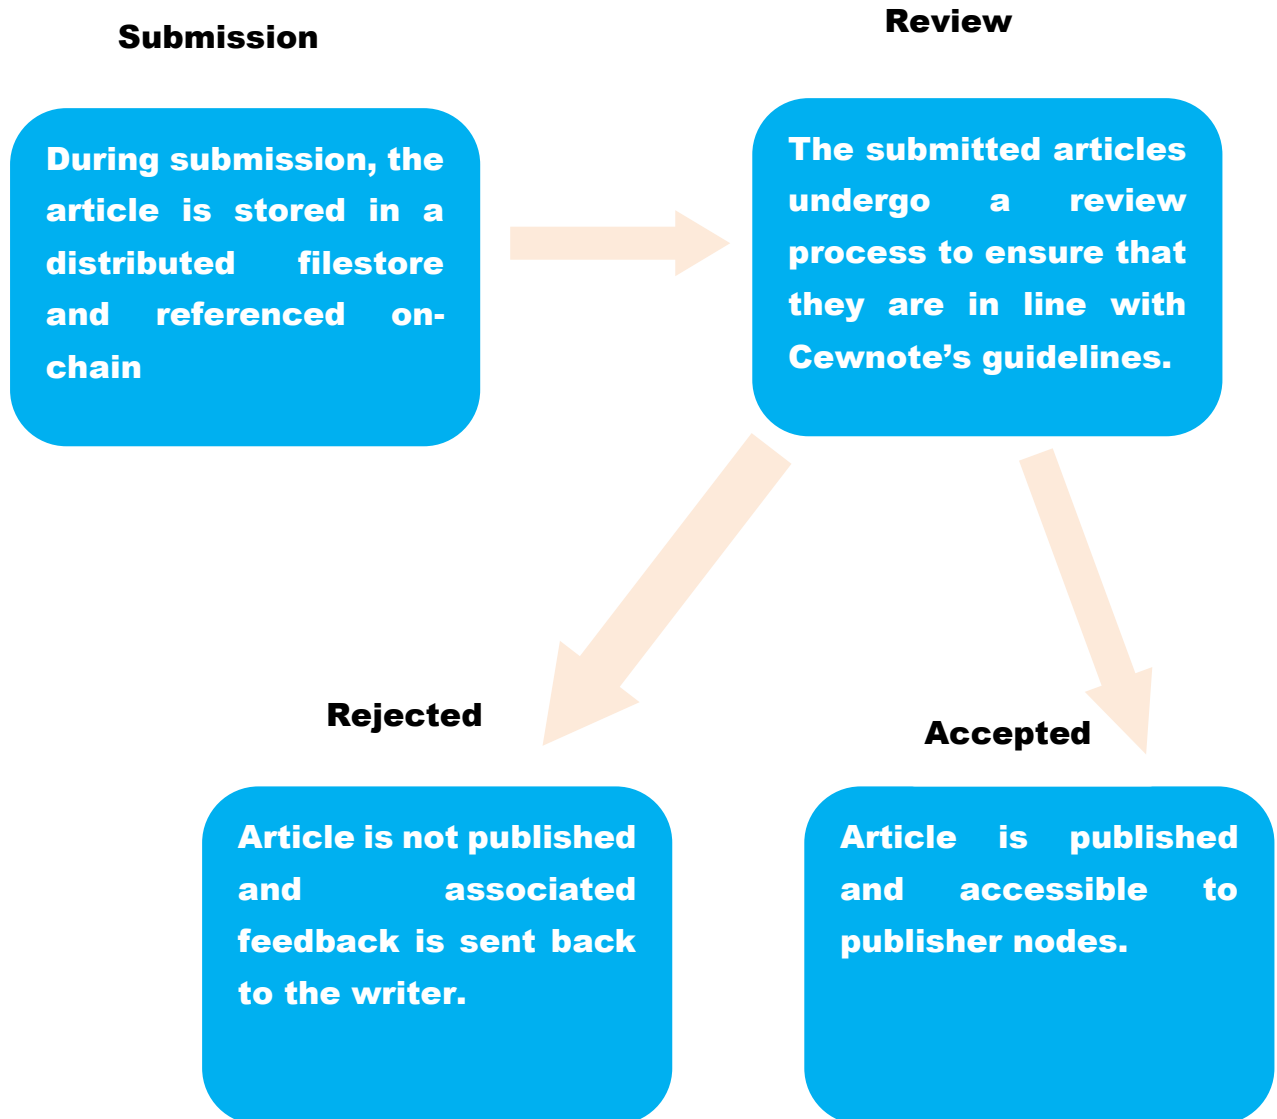 Submission
During submission, the
article is stored in a
distributed filestore
and referenced on-
chain
Review
The submitted articles
undergo a review
process to ensure that
they are in line with
Cewnote’s guidelines.
Rejected
Article is not published
and associated
feedback is sent back
to the writer.
Accepted
Article is published
and accessible to
publisher nodes.